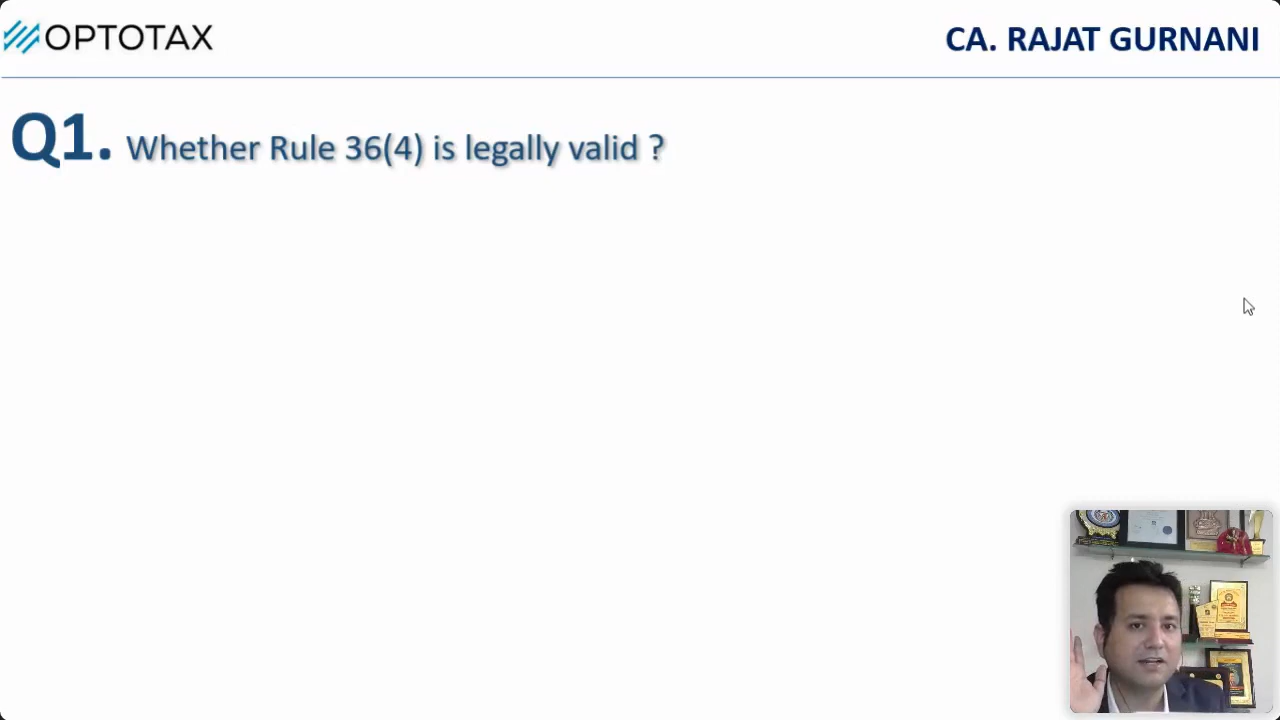 OPTOTAX
CA. RAJAT GURNANI
Q1. Whether Rule 36(4) is legally valid ?